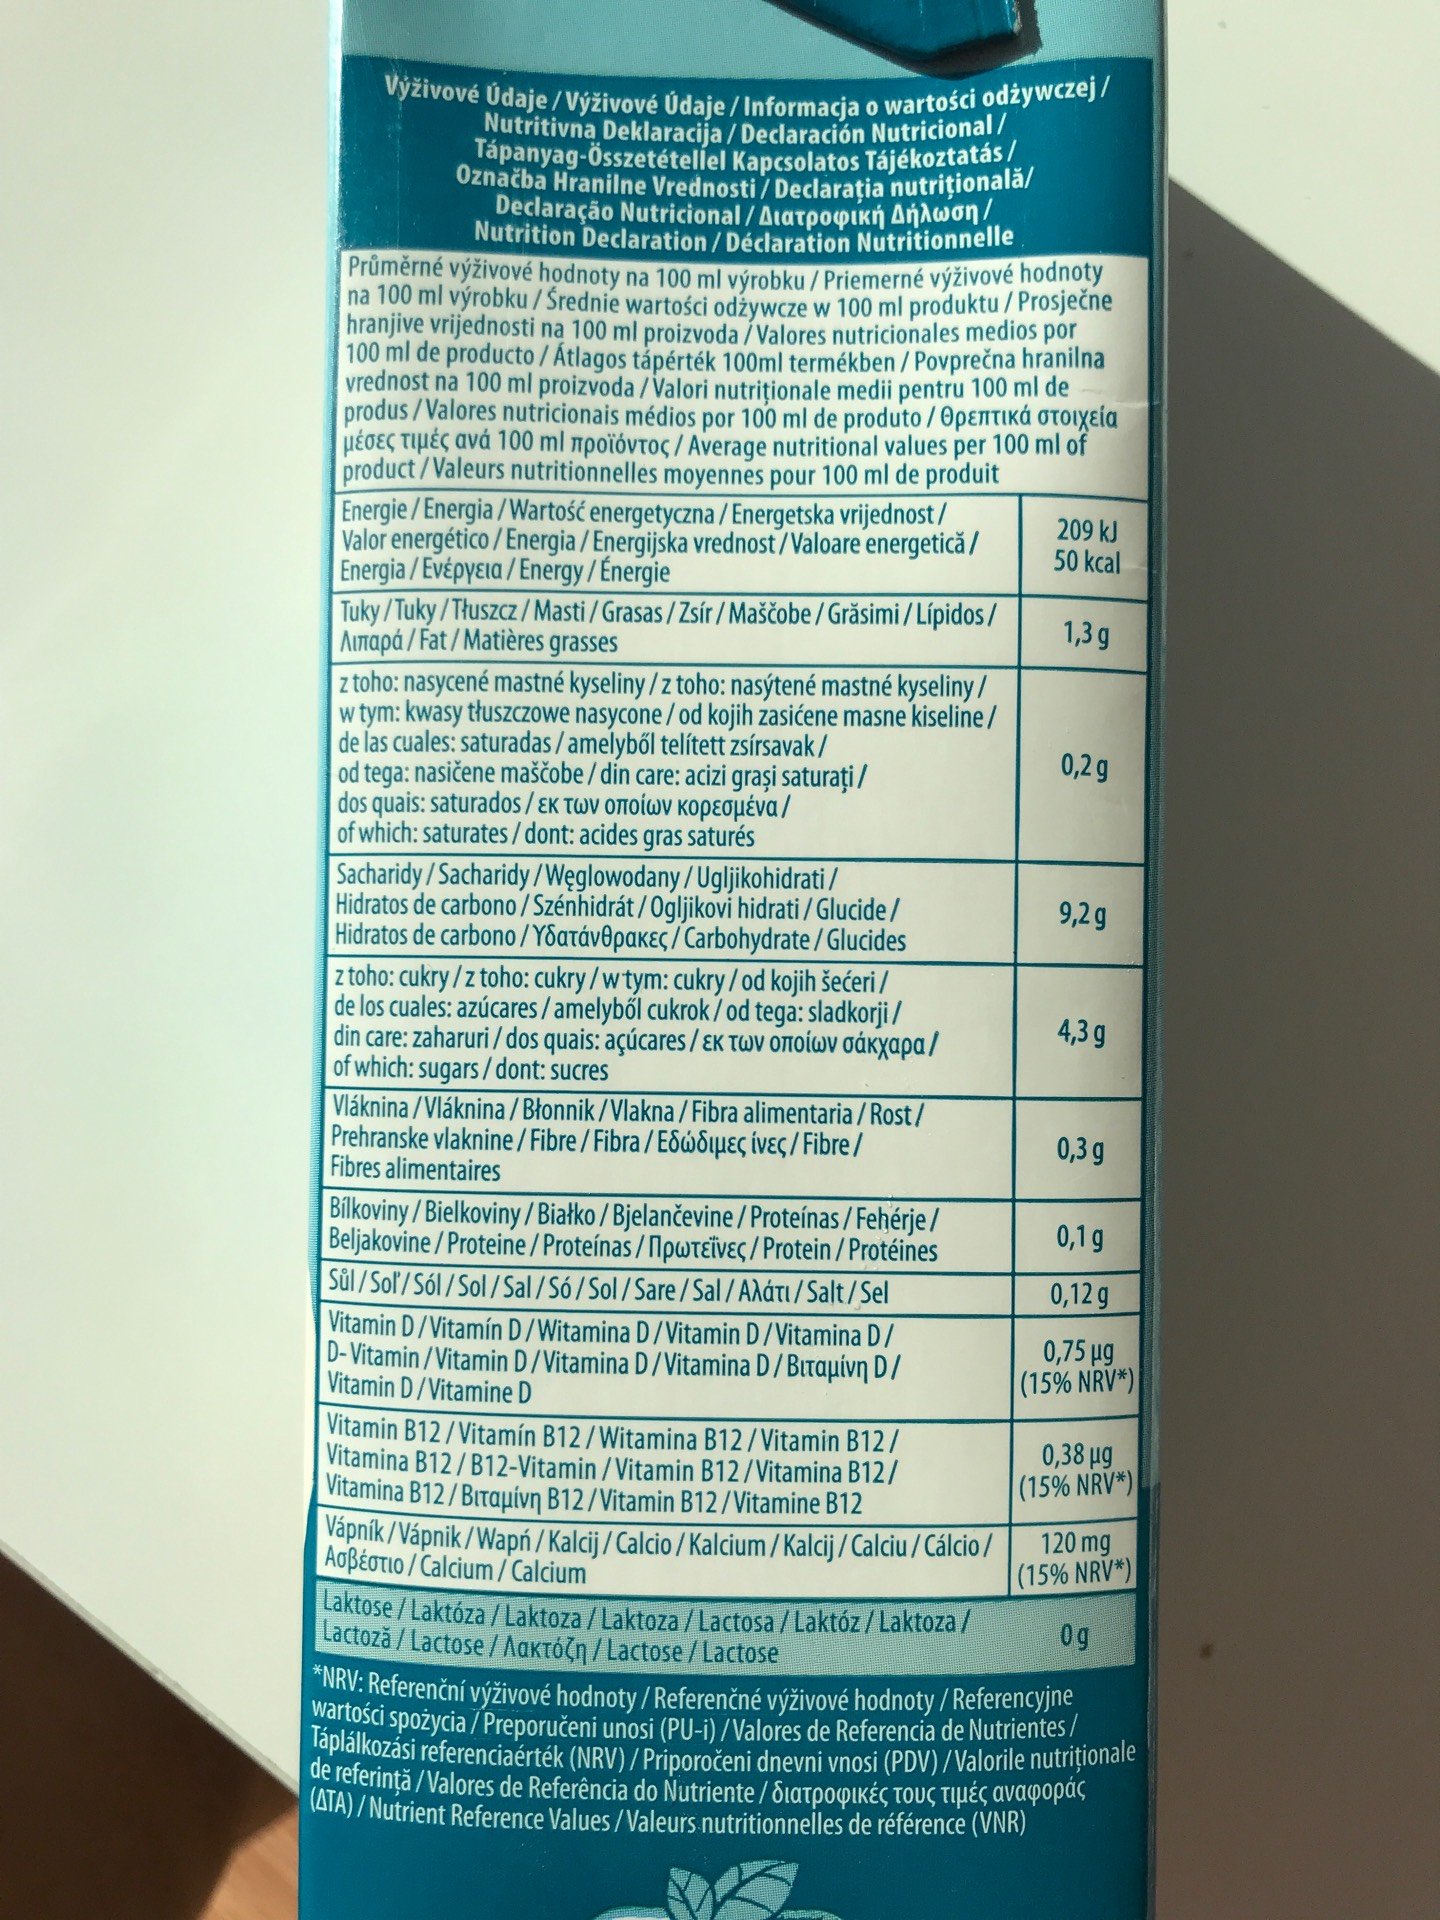 Výživové Údaje / Výživové Údaje / Informacja o wartości odżywczej /
Nutritivna Deklaracija / Declaración Nutricional /
Tápanyag-Összetétellel Kapcsolatos Tájékoztatás /
Označba Hranilne Vrednosti / Declarația nutrițională/
Declaração Nutricional / Διατροφική Δήλωση /
Nutrition Declaration / Déclaration Nutritionnelle
Průměrné výživové hodnoty na 100 ml výrobku / Priemerné výživové hodnoty
na 100 ml výrobku / Średnie wartości odżywcze w 100 ml produktu / Prosječne
hranjive vrijednosti na 100 ml proizvoda / Valores nutricionales medios por
100 ml de producto / Átlagos tápérték 100ml termékben / Povprečna hranilna
vrednost na 100 ml proizvoda / Valori nutriționale medii pentru 100 ml de
produs / Valores nutricionais médios por 100 ml de produto / Θρεπτικά στοιχεία
μέσες τιμές ανά 100 ml προϊόντος / Average nutritional values per 100 ml of
product / Valeurs nutritionnelles moyennes pour 100 ml de produit
Energie / Energia / Wartość energetyczna / Energetska vrijednost /
Valor energético / Energia / Energijska vrednost / Valoare energetică /
Energia / Ενέργεια / Energy / Énergie
209 kJ
50 kcal
Tuky / Tuky / Tłuszcz / Masti / Grasas / Zsír / Maščobe / Grăsimi / Lípidos /
Λιπαρά / Fat / Matières grasses
1,3 g
z toho: nasycené mastné kyseliny / z toho: nasýtené mastné kyseliny /
w tym: kwasy tłuszczowe nasycone / od kojih zasićene masne kiseline /
de las cuales: saturadas / amelyből telített zsírsavak /
od tega: nasičene maščobe / din care: acizi grași saturați /
dos quais: saturados / εκ των οποίων κορεσμένα /
of which: saturates / dont: acides gras saturés
0,2 g
Sacharidy / Sacharidy / Węglowodany / Ugljikohidrati /
Hidratos de carbono / Szénhidrát / Ogljikovi hidrati / Glucide /
Hidratos de carbono / Υδατάνθρακες / Carbohydrate / Glucides
9,2 g
z toho: cukry / z toho: cukry / w tym: cukry / od kojih šećeri /
de los cuales: azúcares / amelyből cukrok / od tega: sladkorji /
din care: zaharuri / dos quais: açúcares / εκ των οποίων σάκχαρα /
of which: sugars / dont: sucres
4,3 g
Vláknina / Vláknina / Błonnik / Vlakna / Fibra alimentaria / Rost /
Prehranske vlaknine / Fibre / Fibra / Εδώδιμες ίνες / Fibre /
Fibres alimentaires
0,3 g
Bílkoviny / Bielkoviny / Białko / Bjelančevine / Proteínas / Fehérje /
Beljakovine / Proteine / Proteínas / Πρωτεΐνες / Protein / Protéines
0,1 g
Sůl / Soľ / Sól / Sol / Sal / Só / Sol / Sare / Sal / Αλάτι / Salt / Sel
0,12 g
Vitamin D / Vitamín D / Witamina D / Vitamin D / Vitamina D /
D-Vitamin / Vitamin D / Vitamina D / Vitamina D / Βιταμίνη D /
Vitamin D / Vitamine D
0,75 µg
(15% NRV*)
Vitamin B12 / Vitamín B12 / Witamina B12 / Vitamin B12 /
Vitamina B12 / B12-Vitamin / Vitamin B12 / Vitamina B12 /
Vitamina B12 / Βιταμίνη B12 / Vitamin B12 / Vitamine B12
0,38 µg
(15% NRV*)
Vápník / Vápnik / Wapń / Kalcij / Calcio / Kalcium / Kalcij / Calciu / Cálcio /
Ασβέστιο / Calcium / Calcium
120 mg
(15% NRV*)
Laktose / Laktóza / Laktoza / Laktoza / Lactosa / Laktóz / Laktoza /
Lactoză / Lactose / Λακτόζη / Lactose / Lactose
0 g
*NRV: Referenční výživové hodnoty / Referenčné výživové hodnoty / Referencyjne
wartości spożycia / Preporučeni unosi (PU-i) / Valores de Referencia de Nutrientes /
Táplálkozási referenciaérték (NRV) / Priporočeni dnevni vnosi (PDV) / Valorile nutriționale
de referință / Valores de Referência do Nutriente / διατροφικές τους τιμές αναφοράς
(ΔΤΑ) / Nutrient Reference Values / Valeurs nutritionnelles de référence (VNR)